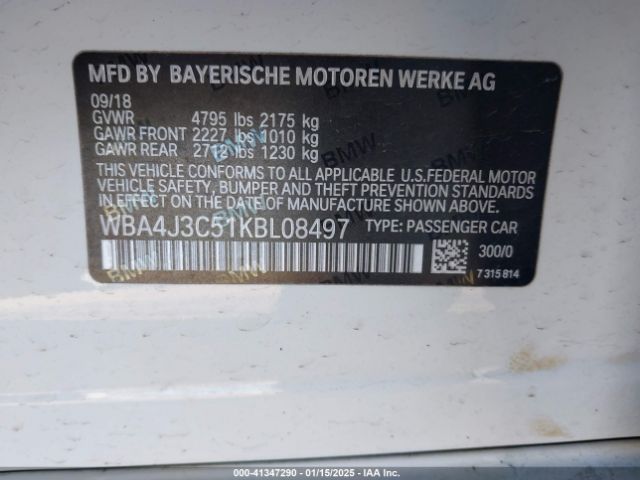 MFD BY BAYERISCHE MOTOREN WERKE AG
09/18
GVWR 4795 lbs 2175 kg
GAWR FRONT 2227 lbs 1010 kg
GAWR REAR 2712 lbs 1230 kg
THIS VEHICLE CONFORMS TO ALL APPLICABLE U.S.FEDERAL MOTOR
VEHICLE SAFETY, BUMPER AND THEFT PREVENTION STANDARDS
IN EFFECT ON THE DATE OF MANUFACTURE SHOWN ABOVE.
WBA4J3C51KBL08497 TYPE: PASSENGER CAR
300/0
7 315 814
BMW
000-41347290 - 01/15/2025 - IAA Inc.